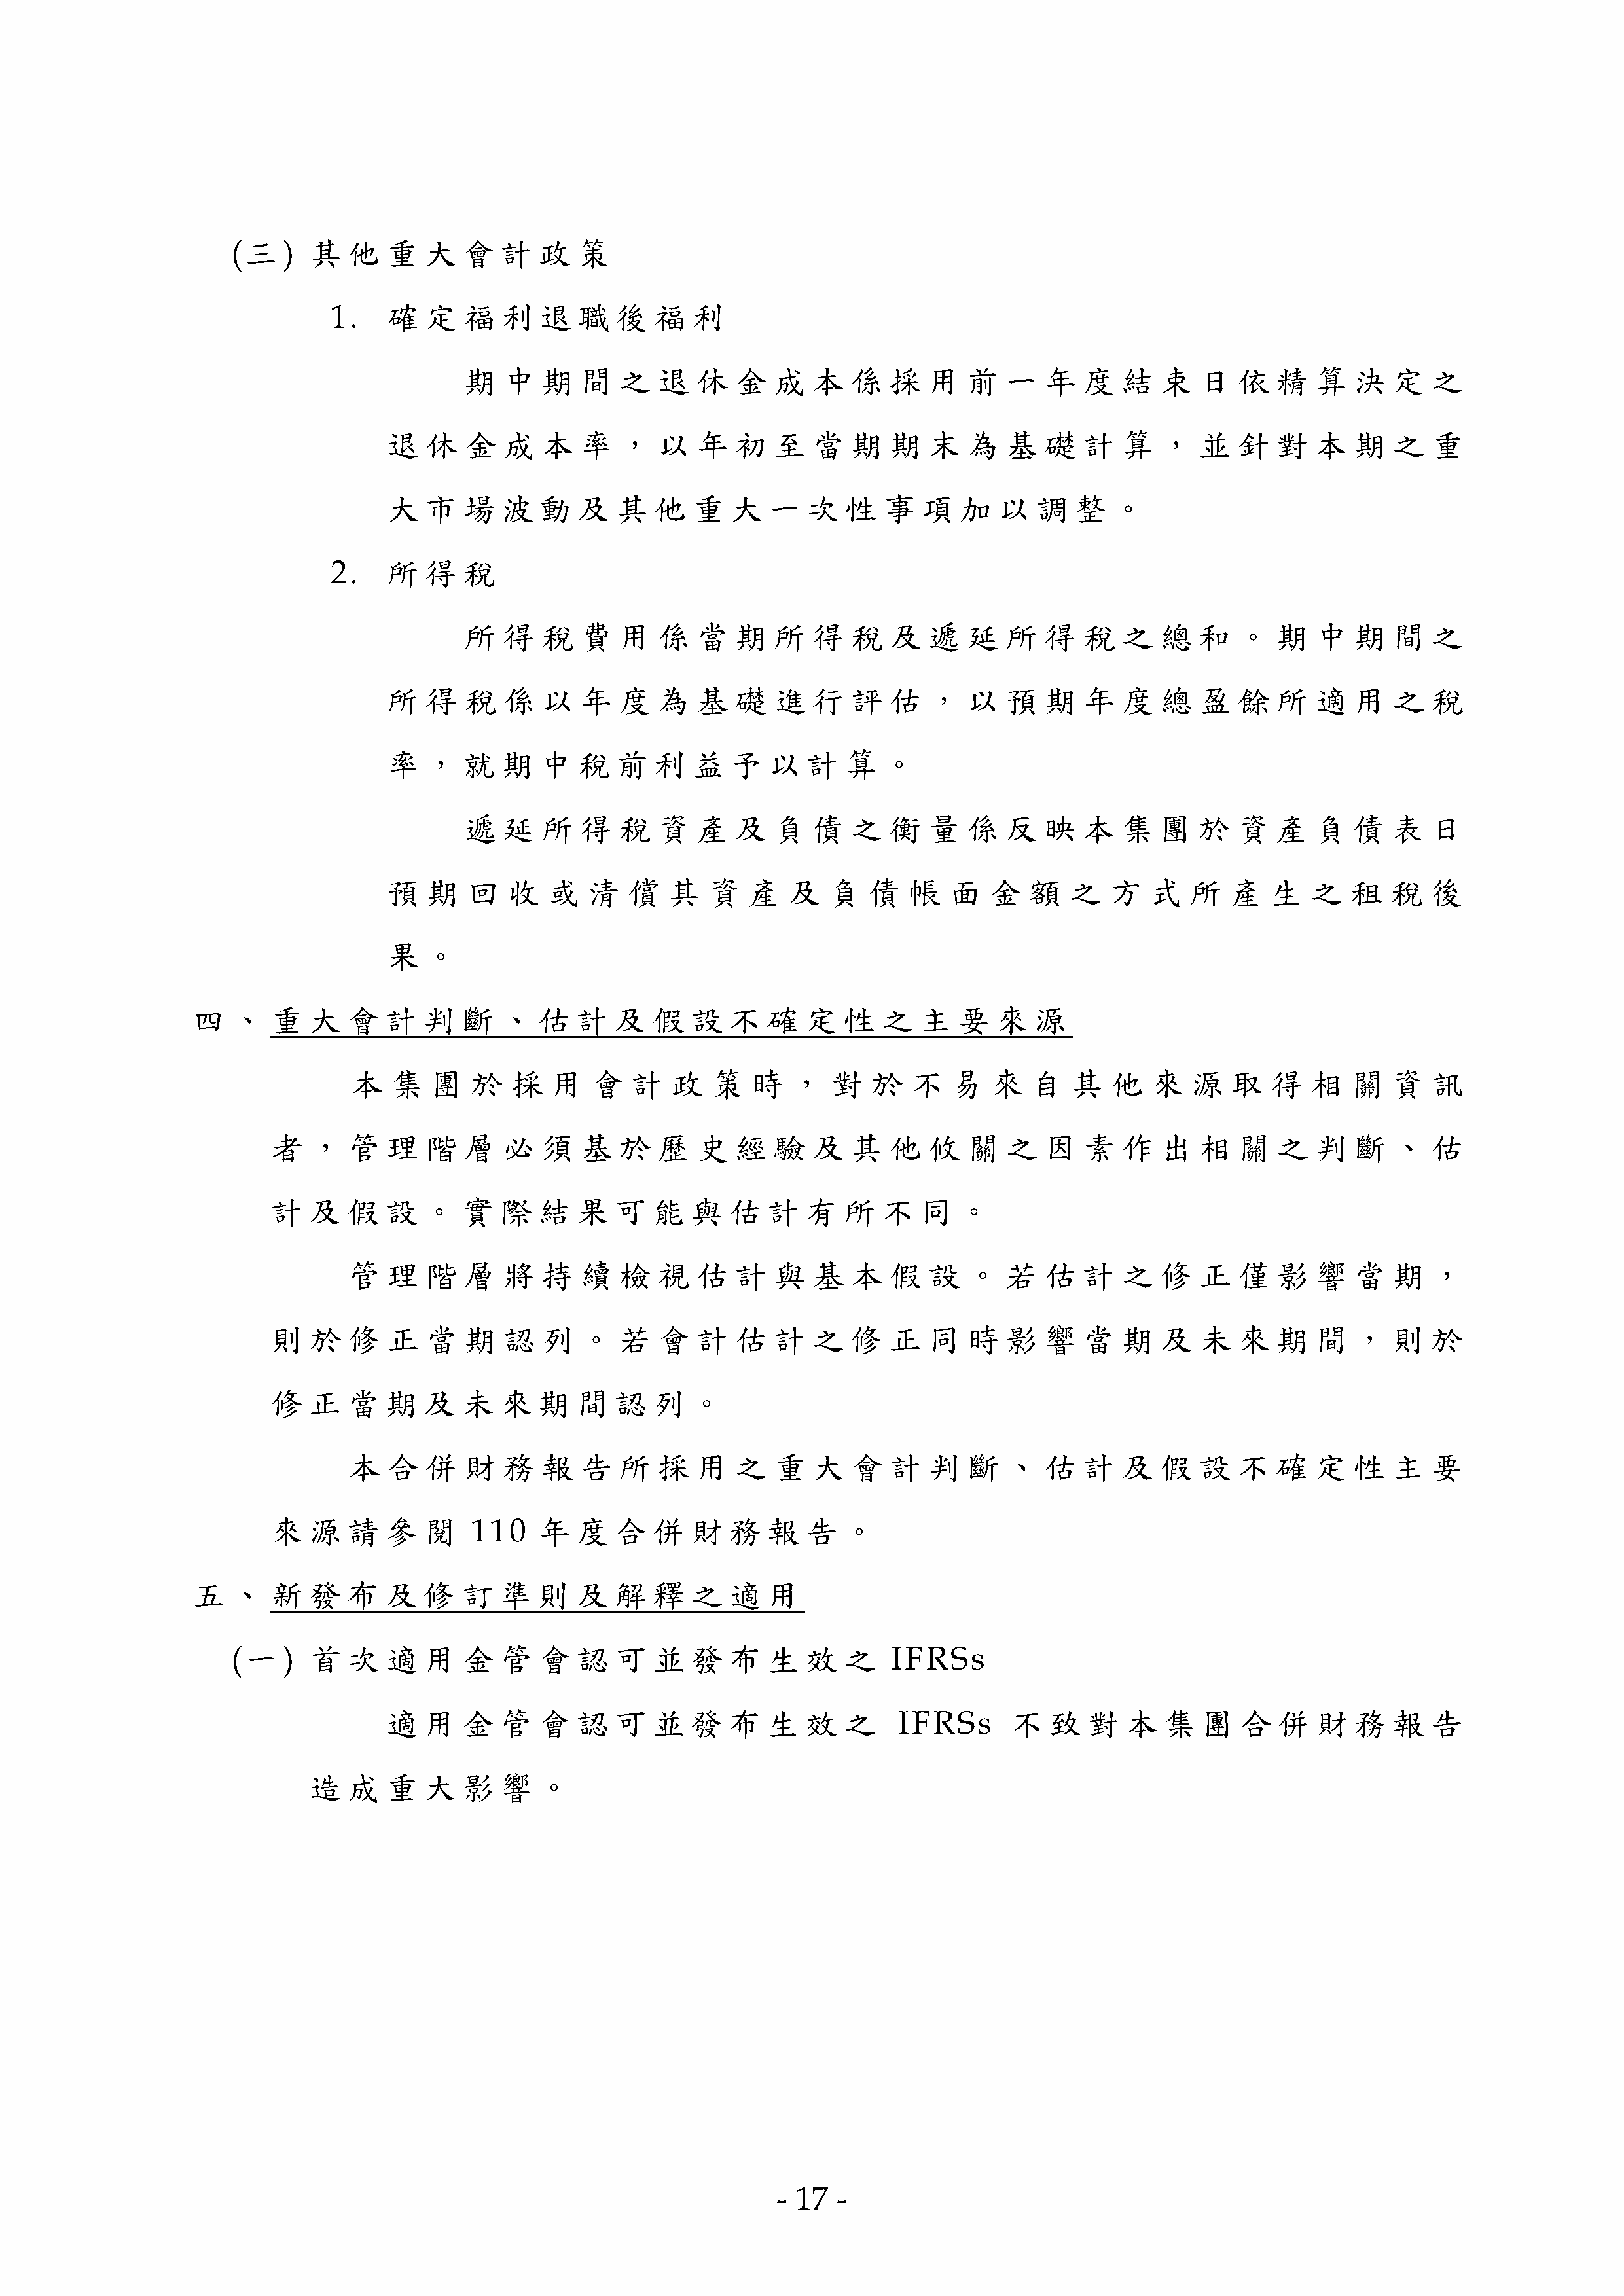 (三) 其他重大會計政策
1. 確定福利退職後福利
期中期間之退休金成本係採用前一年度結束日依精算決定之
退休金成本率，以年初至當期期末為基礎計算，並針對本期之重
大市場波動及其他重大一次性事項加以調整。
2. 所得稅
所得稅費用係當期所得稅及遞延所得稅之總和。期中期間之
所得稅係以年度為基礎進行評估，以預期年度總盈餘所適用之稅
率，就期中稅前利益予以計算。
遞延所得稅資產及負債之衡量係反映本集團於資產負債表日
預期回收或清償其資產及負債帳面金額之方式所產生之租稅後
果。
四、重大會計判斷、估計及假設不確定性之主要來源
本集團於採用會計政策時，對於不易來自其他來源取得相關資訊
者，管理階層必須基於歷史經驗及其他攸關之因素作出相關之判斷、估
計及假設。實際結果可能與估計有所不同。
管理階層將持續檢視估計與基本假設。若估計之修正僅影響當期，
則於修正當期認列。若會計估計之修正同時影響當期及未來期間，則於
修正當期及未來期間認列。
本合併財務報告所採用之重大會計判斷、估計及假設不確定性主要
來源請參閱 110 年度合併財務報告。
五、新發布及修訂準則及解釋之適用
(一) 首次適用金管會認可並發布生效之 IFRSs
適用金管會認可並發布生效之 IFRSs 不致對本集團合併財務報告
造成重大影響。
- 17 -